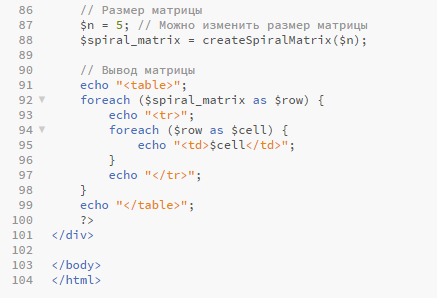 86 // Размер матрицы
87 $n = 5; // Можно изменить размер матрицы
88 $spiral_matrix = createSpiralMatrix($n);
89
90 // Вывод матрицы
91 echo "<table>";
92 foreach ($spiral_matrix as $row) {
93 echo "<tr>";
94 foreach ($row as $cell) {
95 echo "<td>$cell</td>";
96 }
97 echo "</tr>";
98 }
99 echo "</table>";
100 ?>
101 </div>
102
103 </body>
104 </html>